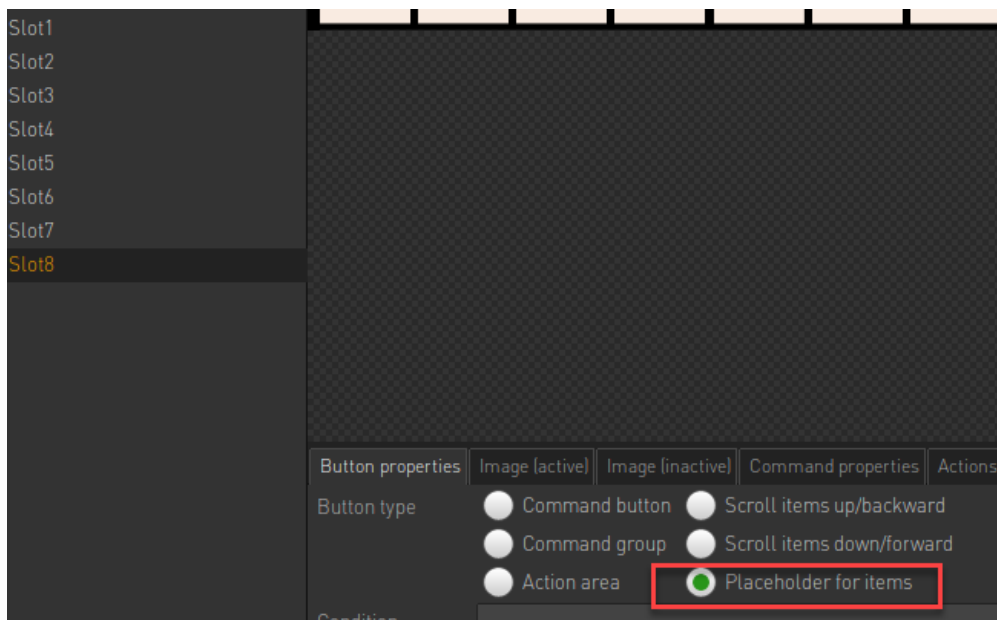 Slot1
Slot2
Slot3
Slot4
Slot5
Slot6
Slot7
Slot8
Button properties Image (active) Image (inactive) Command properties Actions
Button type Command button Scroll items up/backward
Command group Scroll items down/forward
Action area Placeholder for items
Condition